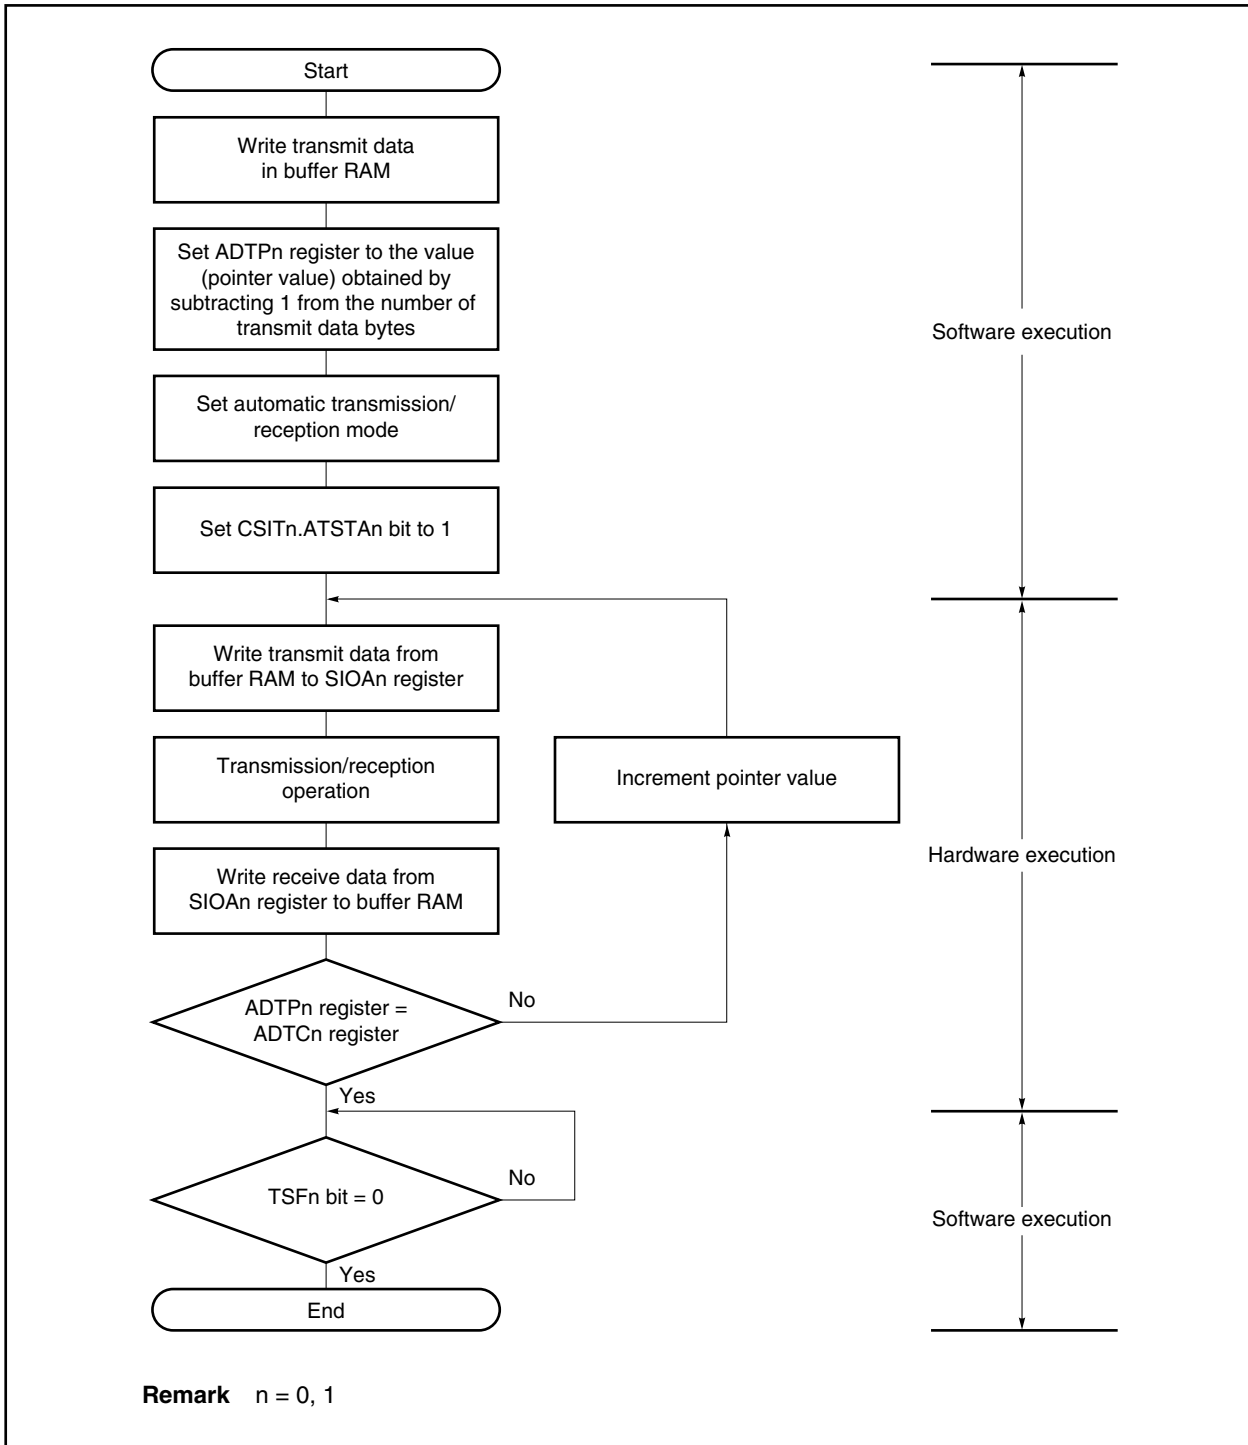 Start
Write transmit data
in buffer RAM
Set ADTPn register to the value
(pointer value) obtained by
subtracting 1 from the number of
transmit data bytes
Software execution
Set automatic transmission/
reception mode
Set CSITn.ATSTAn bit to 1
Write transmit data from
buffer RAM to SIOAn register
Transmission/reception
operation
Increment pointer value
Hardware execution
Write receive data from
SIOAn register to buffer RAM
ADTPn register =
ADTCn register
No
Yes
TSFn bit = 0
No
Software execution
Yes
End
Remark n = 0, 1